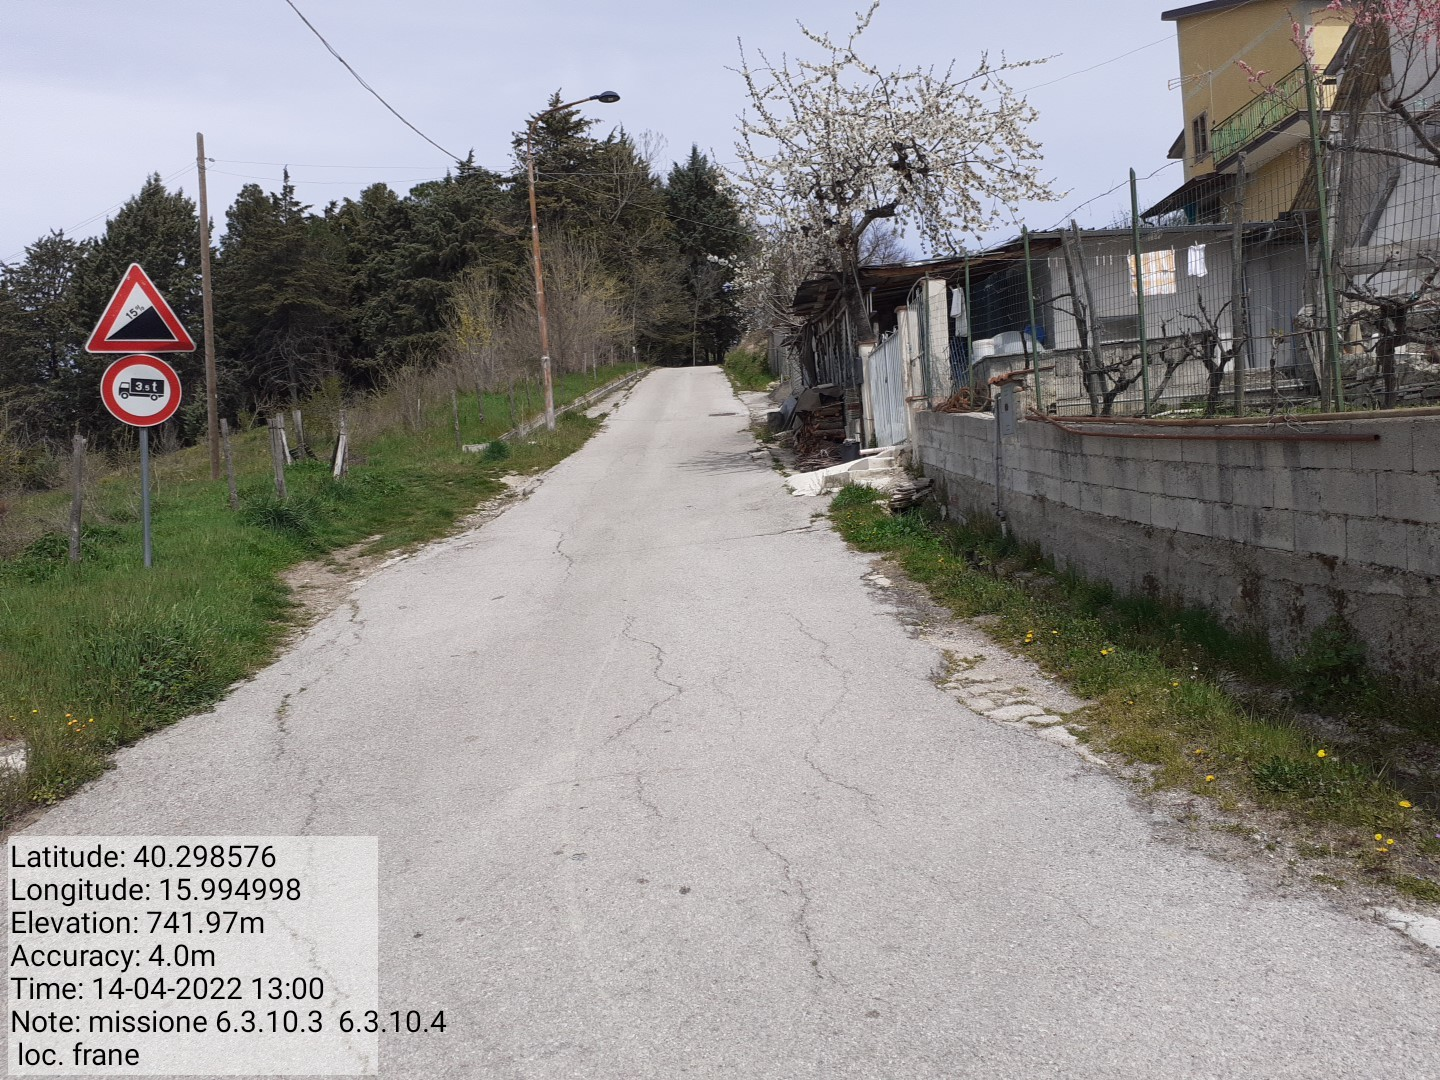 15%
3.5t
Latitude: 40.298576
Longitude: 15.994998
Elevation: 741.97m
Accuracy: 4.0m
Time: 14-04-2022 13:00
Note: missione 6.3.10.3  6.3.10.4
loc. frane